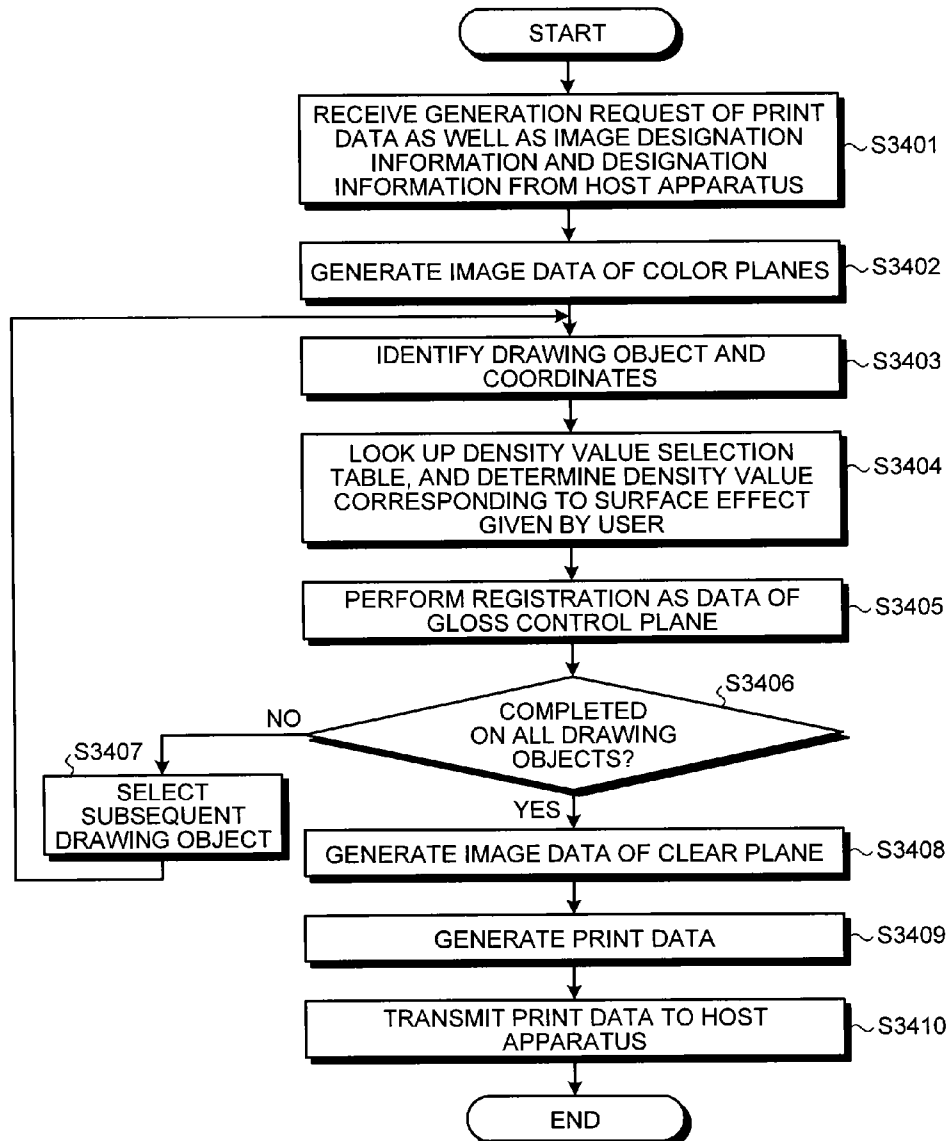 START
RECEIVE GENERATION REQUEST OF PRINT
DATA AS WELL AS IMAGE DESIGNATION
INFORMATION AND DESIGNATION
INFORMATION FROM HOST APPARATUS
S3401
GENERATE IMAGE DATA OF COLOR PLANES
S3402
IDENTIFY DRAWING OBJECT AND
COORDINATES
S3403
LOOK UP DENSITY VALUE SELECTION
TABLE, AND DETERMINE DENSITY VALUE
CORRESPONDING TO SURFACE EFFECT
GIVEN BY USER
S3404
PERFORM REGISTRATION AS DATA OF
GLOSS CONTROL PLANE
S3405
S3406
COMPLETED
ON ALL DRAWING
OBJECTS?
NO
S3407
SELECT
SUBSEQUENT
DRAWING OBJECT
YES
GENERATE IMAGE DATA OF CLEAR PLANE
S3408
GENERATE PRINT DATA
S3409
TRANSMIT PRINT DATA TO HOST
APPARATUS
S3410
END